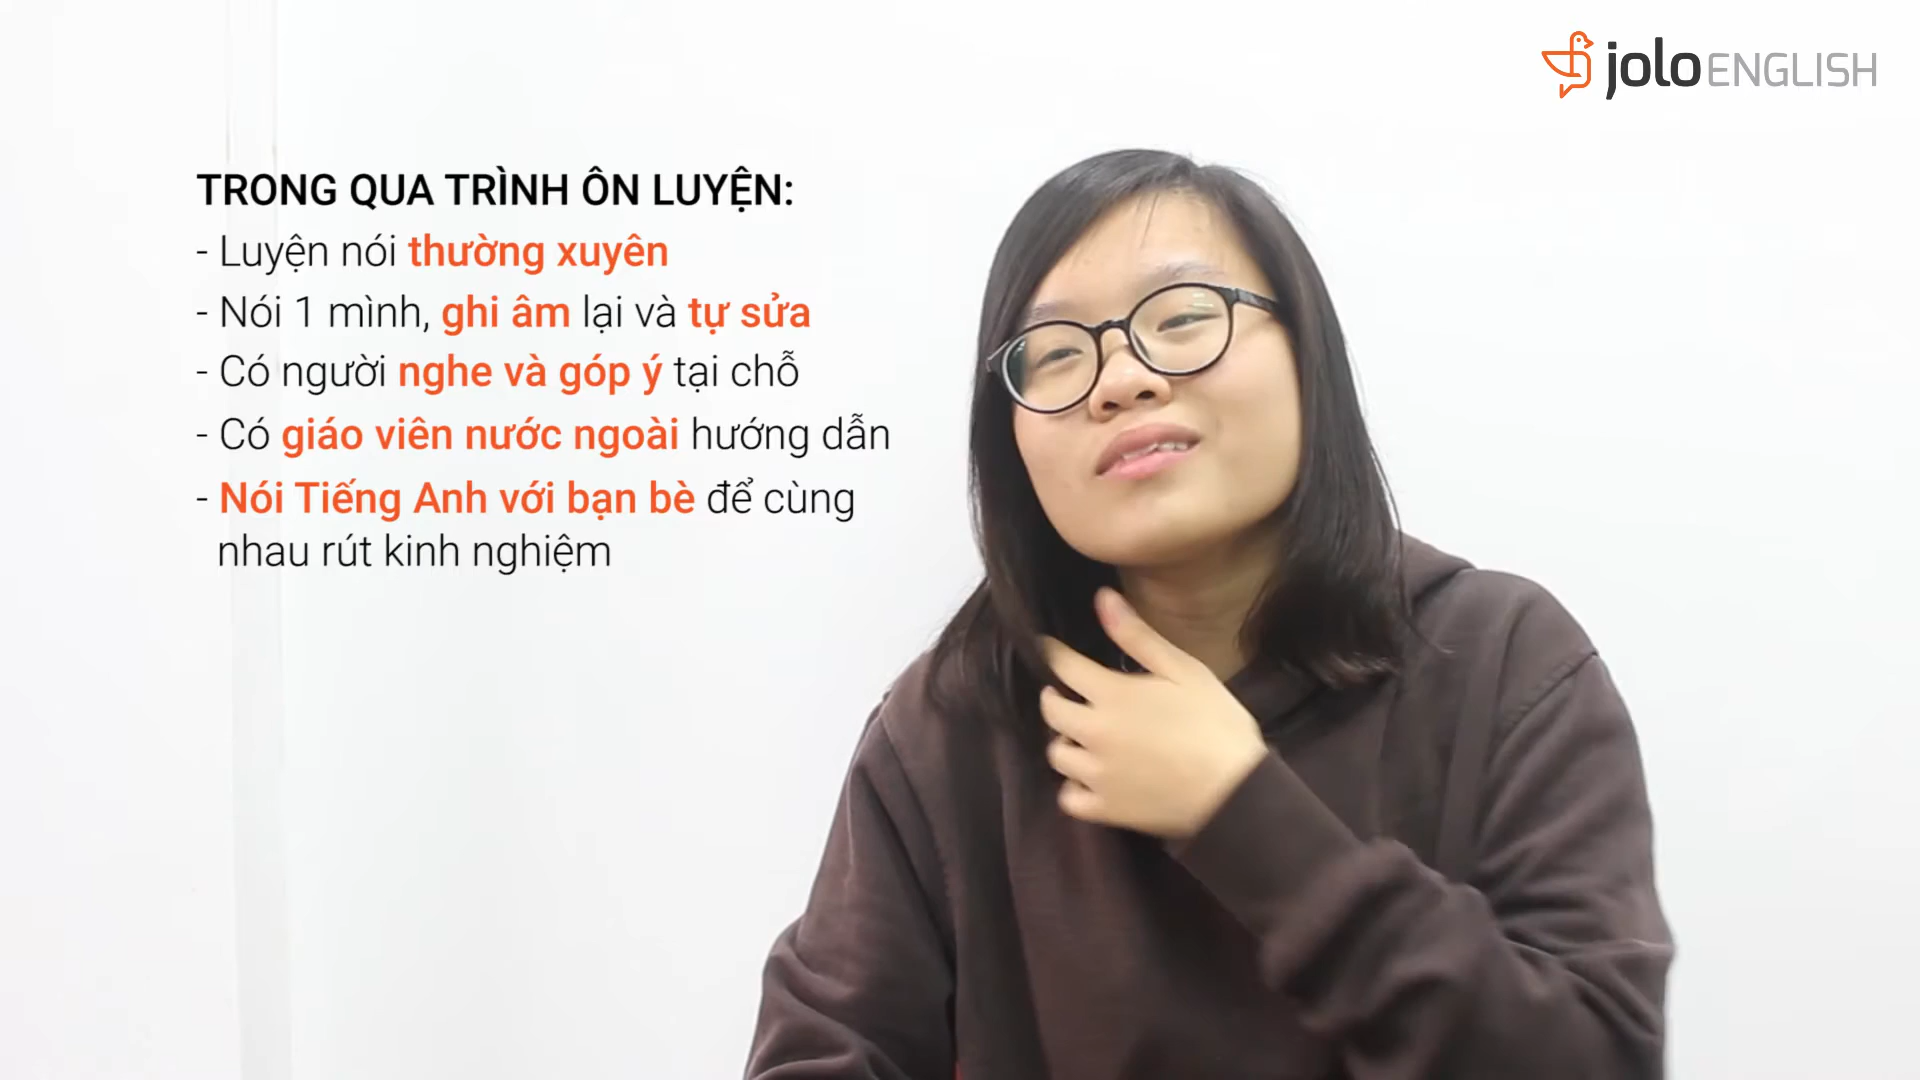 jolo ENGLISH
TRONG QUA TRÌNH ÔN LUYỆN:
- Luyện nói thường xuyên
- Nói 1 mình, ghi âm lại và tự sửa
- Có người nghe và góp ý tại chỗ
- Có giáo viên nước ngoài hướng dẫn
- Nói Tiếng Anh với bạn bè để cùng
nhau rút kinh nghiệm